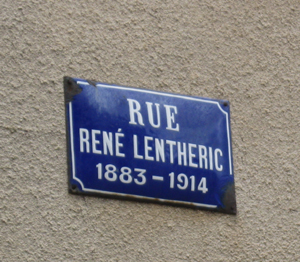 RUE
RENÉ LENTHERIC
1883 – 1914